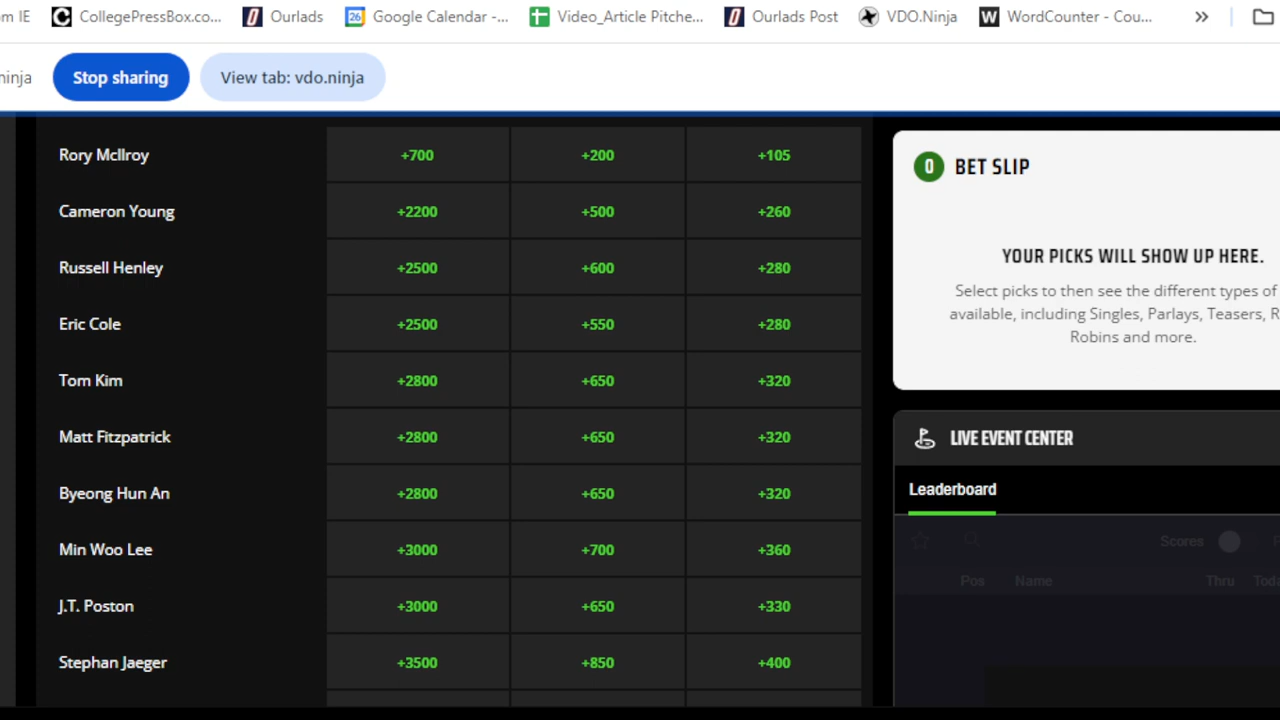 m IE CollegePressBox.co... Ourlads Google Calendar -... Video_Article Pitche... Ourlads Post VDO.Ninja WordCounter - Cou... »
ninja Stop sharing View tab: vdo.ninja
Rory McIlroy +700 +200 +105
Cameron Young +2200 +500 +260
Russell Henley +2500 +600 +280
Eric Cole +2500 +550 +280
Tom Kim +2800 +650 +320
Matt Fitzpatrick +2800 +650 +320
Byeong Hun An +2800 +650 +320
Min Woo Lee +3000 +700 +360
J.T. Poston +3000 +650 +330
Stephan Jaeger +3500 +850 +400
0 BET SLIP
YOUR PICKS WILL SHOW UP HERE.
Select picks to then see the different types of
available, including Singles, Parlays, Teasers, R
Robins and more.
LIVE EVENT CENTER
Leaderboard
Scores
Pos Name Thru Toda